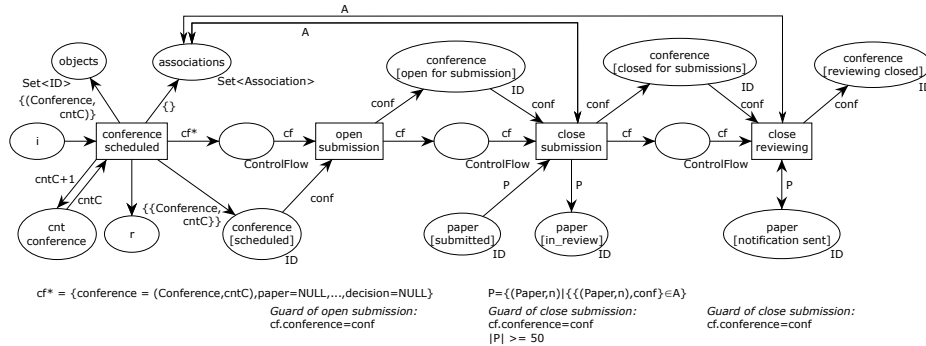 A
A
objects
associations
conference
[open for submission]
conference
[closed for submissions]
conference
[reviewing closed]
Set<ID>
Set<Association>
ID
ID
ID
{(Conference,
cntC)}
{}
conf
conf
conf
conf
conf
i
conference
scheduled
cf*
cf
open
submission
cf
cf
close
submission
cf
cf
close
reviewing
ControlFlow
ControlFlow
ControlFlow
cntC+1
cntC
{{Conference,
cntC}}
conf
P
P
P
cnt
conference
r
conference
[scheduled]
ID
paper
[submitted]
ID
paper
[in_review]
ID
paper
[notification sent]
ID
cf* = {conference = (Conference,cntC),paper=NULL,...,decision=NULL}
P={(Paper,n)|{{(Paper,n),conf}∈A}
Guard of open submission:
cf.conference=conf
Guard of close submission:
cf.conference=conf
|P| >= 50
Guard of close submission:
cf.conference=conf